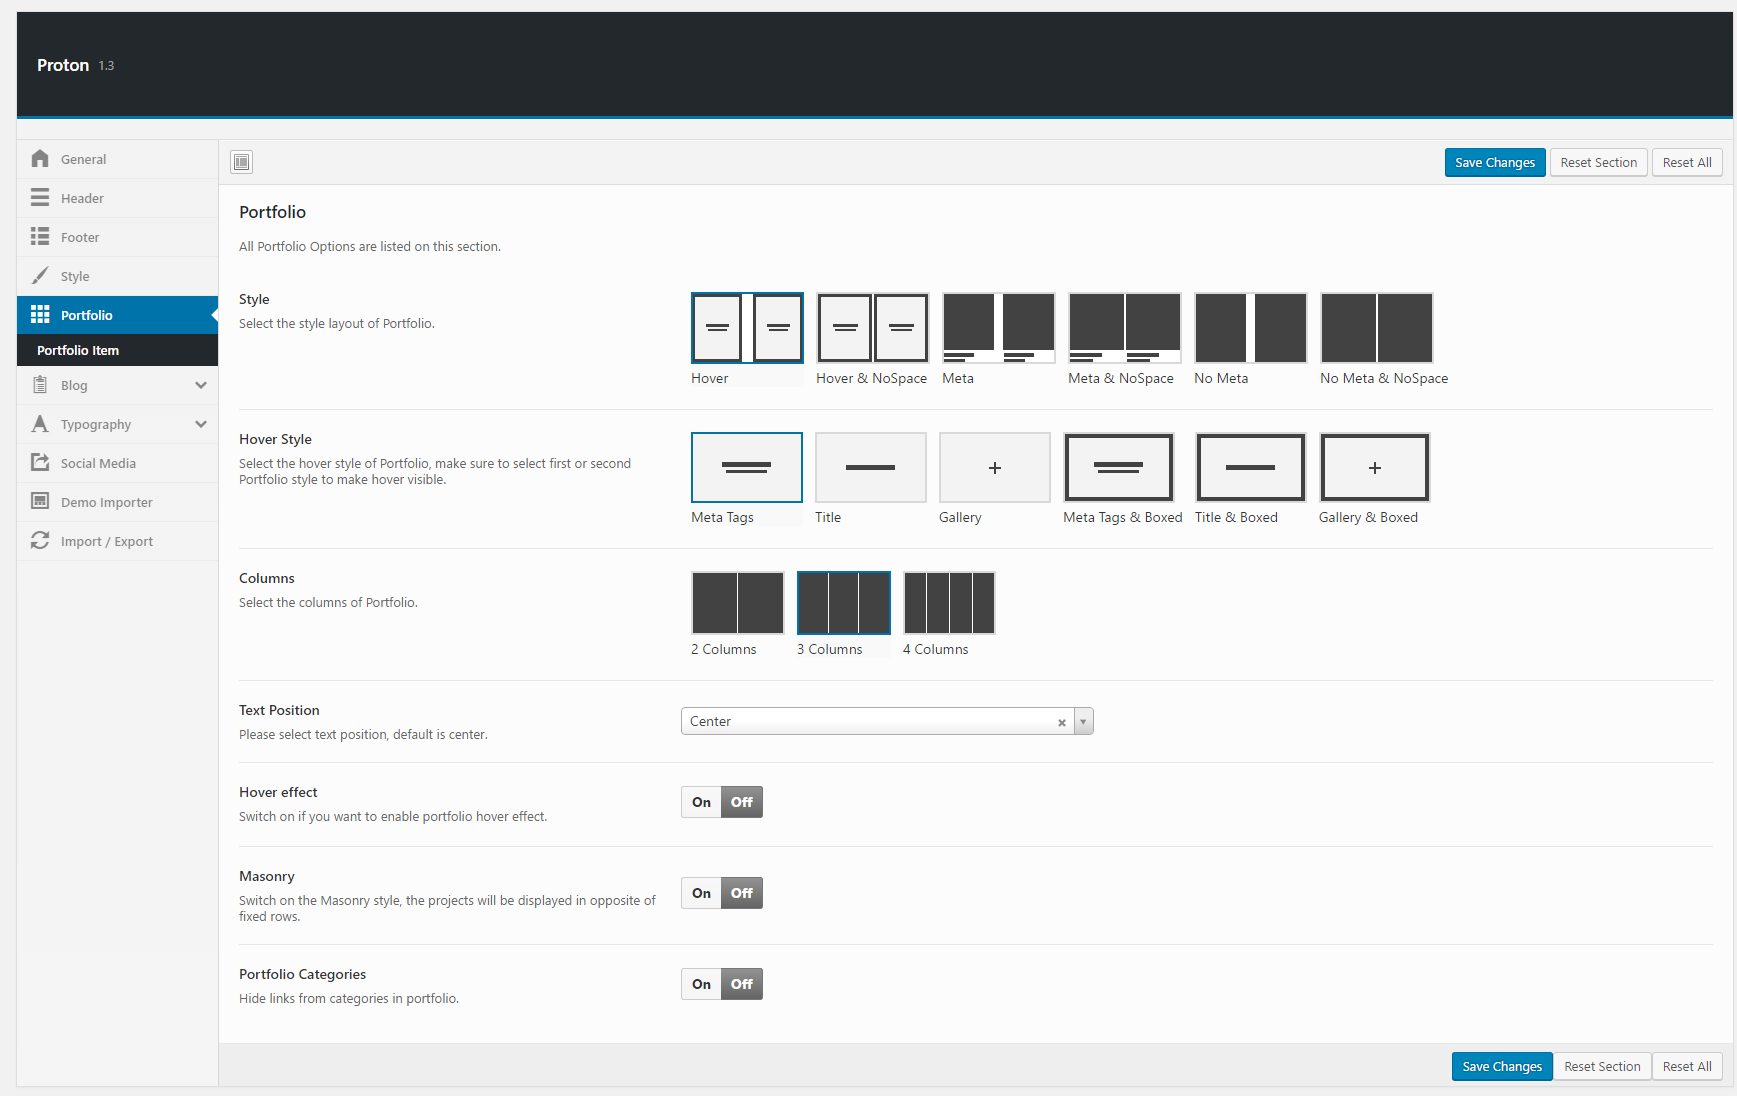 Proton 1.3
General
Header
Footer
Style
Portfolio
Portfolio Item
Blog
Typography
Social Media
Demo Importer
Import / Export
Save Changes Reset Section Reset All
Portfolio
All Portfolio Options are listed on this section.
Style
Select the style layout of Portfolio.
Hover Hover & NoSpace Meta Meta & NoSpace No Meta No Meta & NoSpace
Hover Style
Select the hover style of Portfolio, make sure to select first or second
Portfolio style to make hover visible.
Meta Tags Title Gallery Meta Tags & Boxed Title & Boxed Gallery & Boxed
Columns
Select the columns of Portfolio.
2 Columns 3 Columns 4 Columns
Text Position
Please select text position, default is center.
Center
Hover effect
Switch on if you want to enable portfolio hover effect.
On Off
Masonry
Switch on the Masonry style, the projects will be displayed in opposite of
fixed rows.
On Off
Portfolio Categories
Hide links from categories in portfolio.
On Off
Save Changes Reset Section Reset All